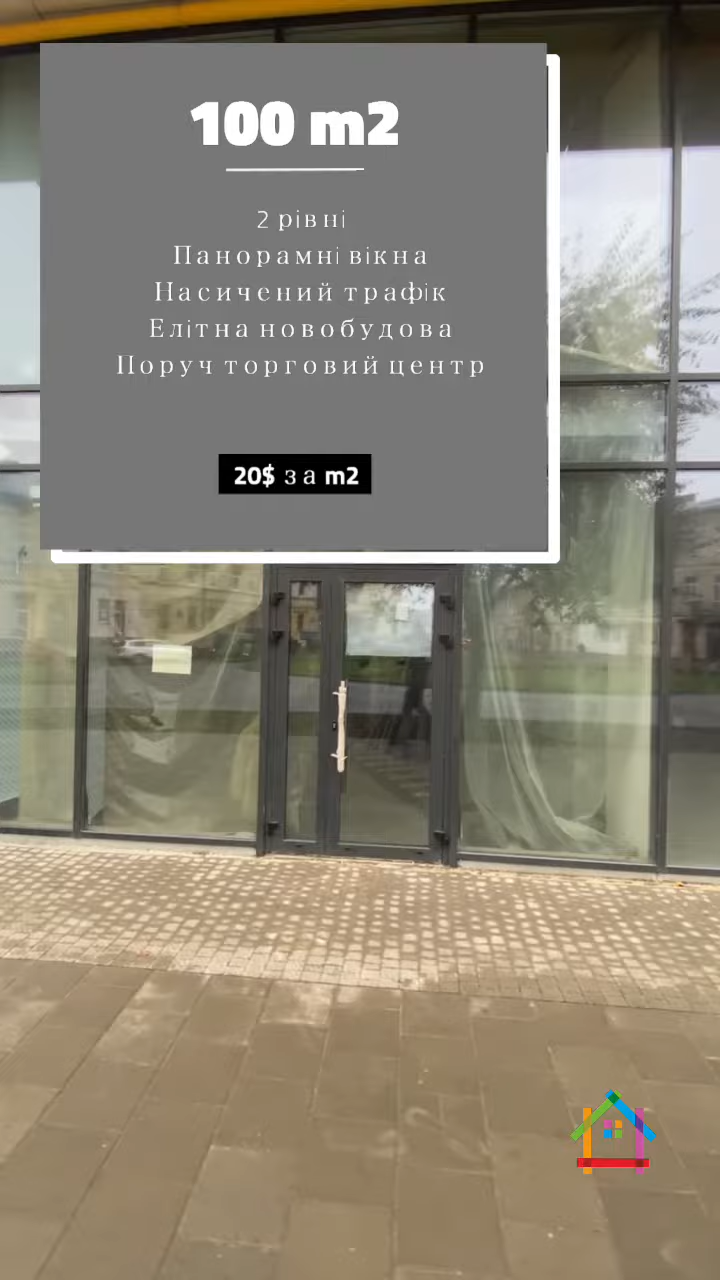 100 m2
2 рівні
Панорамні вікна
Насичений трафік
Елітна новобудова
Поруч торговий центр
20$ за m2